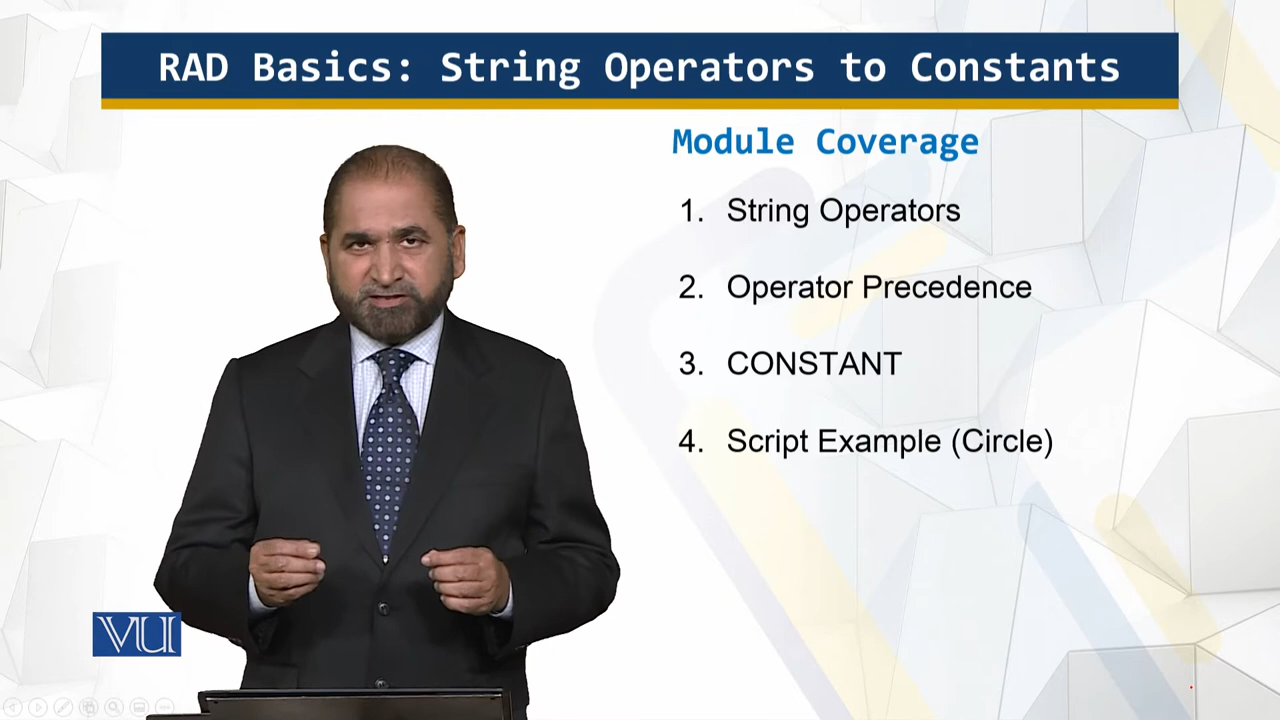 RAD Basics: String Operators to Constants
Module Coverage
1. String Operators
2. Operator Precedence
3. CONSTANT
4. Script Example (Circle)
VU